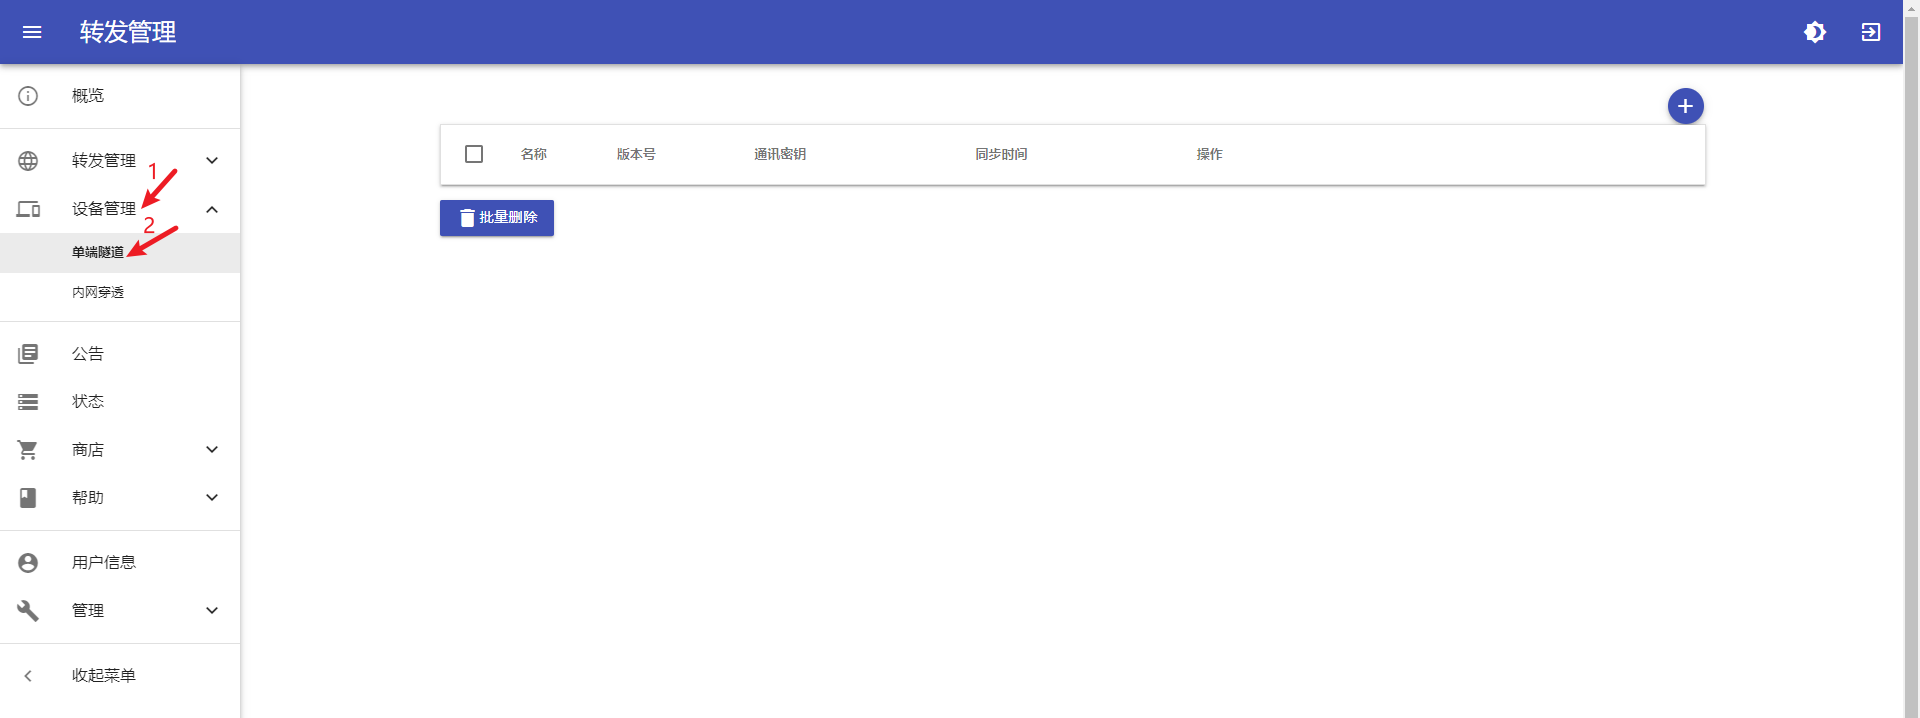 转发管理
概览
转发管理
1
设备管理
2
单端隧道
内网穿透
公告
状态
商店
帮助
用户信息
管理
收起菜单
名称 版本号 通讯密钥 同步时间 操作
批量删除